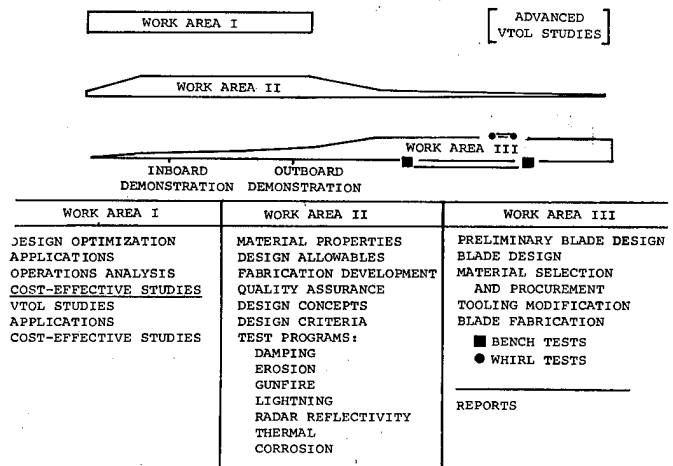 WORK AREA I
ADVANCED
VTOL STUDIES
WORK AREA II
WORK AREA III
INBOARD
DEMONSTRATION
OUTBOARD
DEMONSTRATION
WORK AREA I
DESIGN OPTIMIZATION
APPLICATIONS
OPERATIONS ANALYSIS
COST-EFFECTIVE STUDIES
VTOL STUDIES
APPLICATIONS
COST-EFFECTIVE STUDIES
WORK AREA II
MATERIAL PROPERTIES
DESIGN ALLOWABLES
FABRICATION DEVELOPMENT
QUALITY ASSURANCE
DESIGN CONCEPTS
DESIGN CRITERIA
TEST PROGRAMS:
DAMPING
EROSION
GUNFIRE
LIGHTNING
RADAR REFLECTIVITY
THERMAL
CORROSION
WORK AREA III
PRELIMINARY BLADE DESIGN
BLADE DESIGN
MATERIAL SELECTION
AND PROCUREMENT
TOOLING MODIFICATION
BLADE FABRICATION
BENCH TESTS
WHIRL TESTS
REPORTS